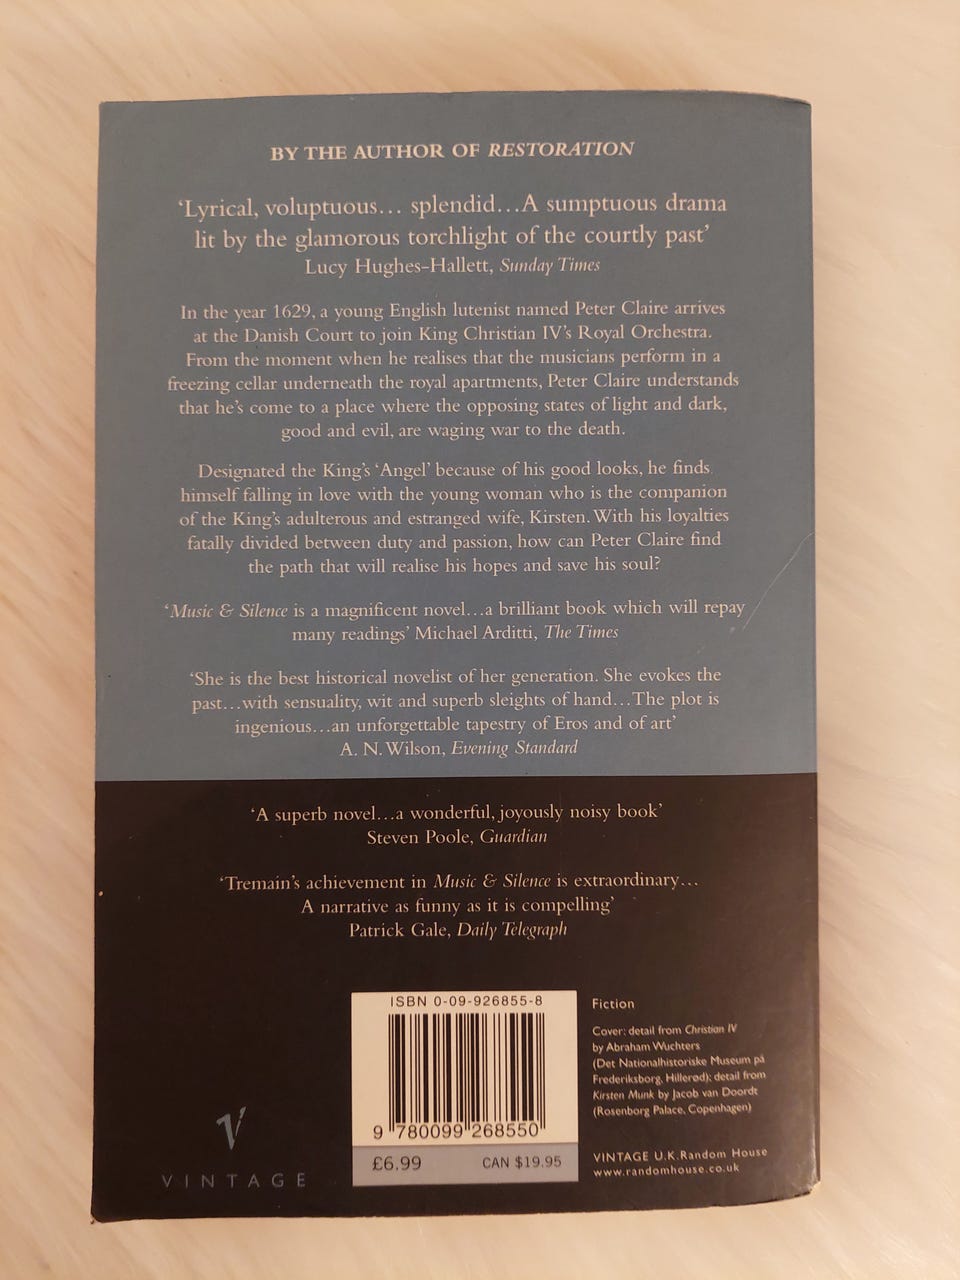 BY THE AUTHOR OF RESTORATION
‘Lyrical, voluptuous… splendid…A sumptuous drama
lit by the glamorous torchlight of the courtly past’
Lucy Hughes-Hallett, Sunday Times
In the year 1629, a young English lutenist named Peter Claire arrives
at the Danish Court to join King Christian IV’s Royal Orchestra.
From the moment when he realises that the musicians perform in a
freezing cellar underneath the royal apartments, Peter Claire understands
that he’s come to a place where the opposing states of light and dark,
good and evil, are waging war to the death.
Designated the King’s ‘Angel’ because of his good looks, he finds
himself falling in love with the young woman who is the companion
of the King’s adulterous and estranged wife, Kirsten. With his loyalties
fatally divided between duty and passion, how can Peter Claire find
the path that will realise his hopes and save his soul?
‘Music & Silence is a magnificent novel…a brilliant book which will repay
many readings’ Michael Arditti, The Times
‘She is the best historical novelist of her generation. She evokes the
past…with sensuality, wit and superb sleights of hand…The plot is
ingenious…an unforgettable tapestry of Eros and of art’
A. N. Wilson, Evening Standard
‘A superb novel…a wonderful, joyously noisy book’
Steven Poole, Guardian
‘Tremain’s achievement in Music & Silence is extraordinary…
A narrative as funny as it is compelling’
Patrick Gale, Daily Telegraph
ISBN 0-09-926855-8
9 780099 268550
£6.99 CAN $19.95
Fiction
Cover: detail from Christian IV
by Abraham Wuchters
(Det Nationalhistoriske Museum på
Frederiksborg, Hillerød); detail from
Kirsten Munk by Jacob van Doordt
(Rosenborg Palace, Copenhagen)
VINTAGE U.K. Random House
www.randomhouse.co.uk
V
VINTAGE